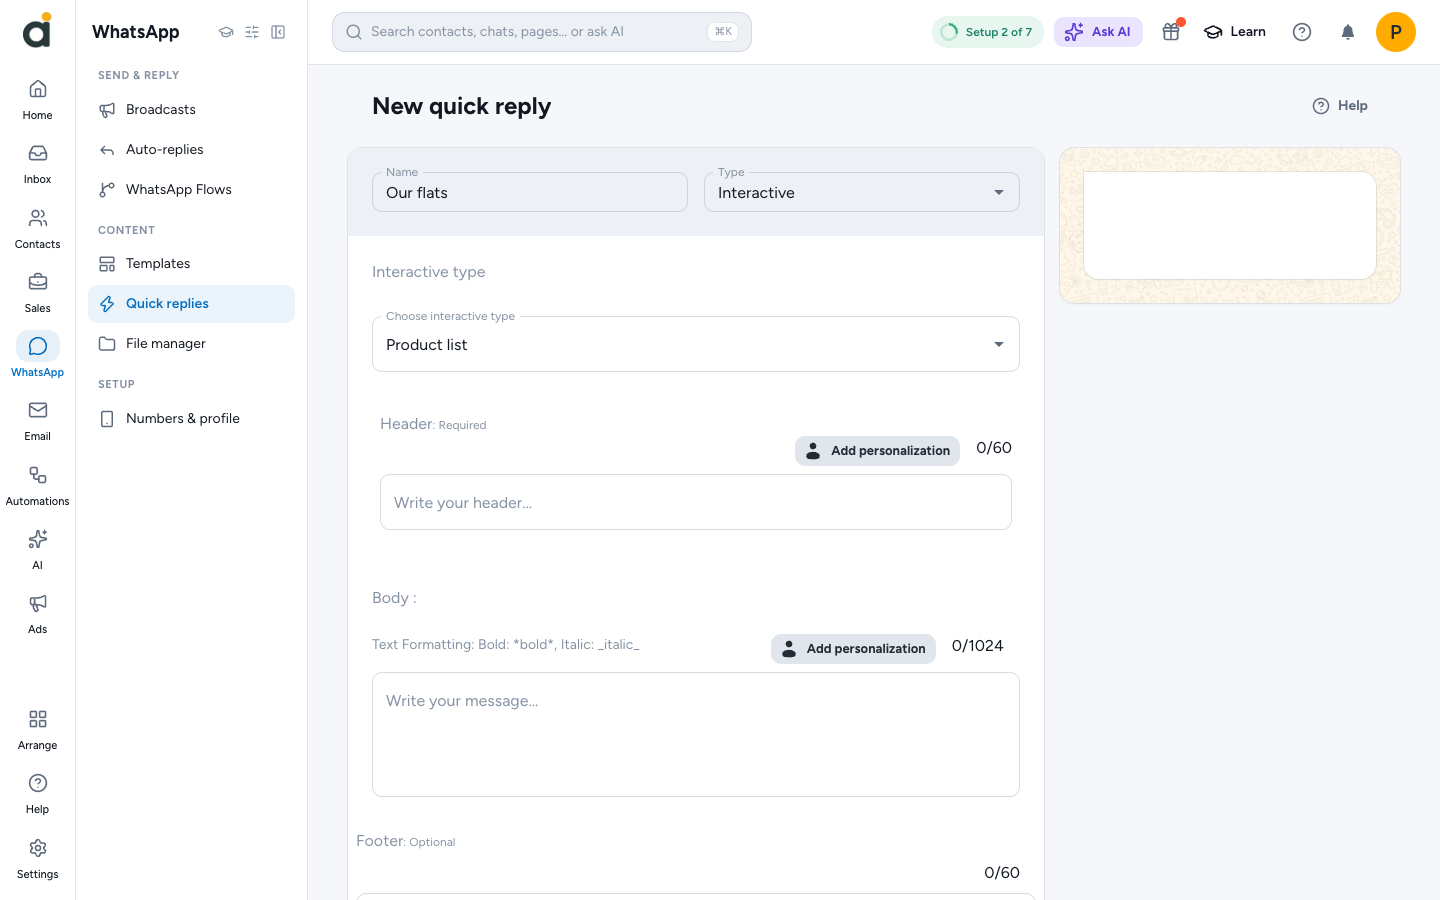 WhatsApp
Search contacts, chats, pages... or ask AI
⌘K
Setup 2 of 7
Ask AI
Learn
P
Home
Inbox
Contacts
Sales
WhatsApp
Email
Automations
AI
Ads
Arrange
Help
Settings
SEND & REPLY
Broadcasts
Auto-replies
WhatsApp Flows
CONTENT
Templates
Quick replies
File manager
SETUP
Numbers & profile
New quick reply
Help
Name
Our flats
Type
Interactive
Interactive type
Choose interactive type
Product list
Header: Required
Add personalization
0/60
Write your header...
Body :
Text Formatting: Bold: *bold*, Italic: _italic_
Add personalization
0/1024
Write your message...
Footer: Optional
0/60